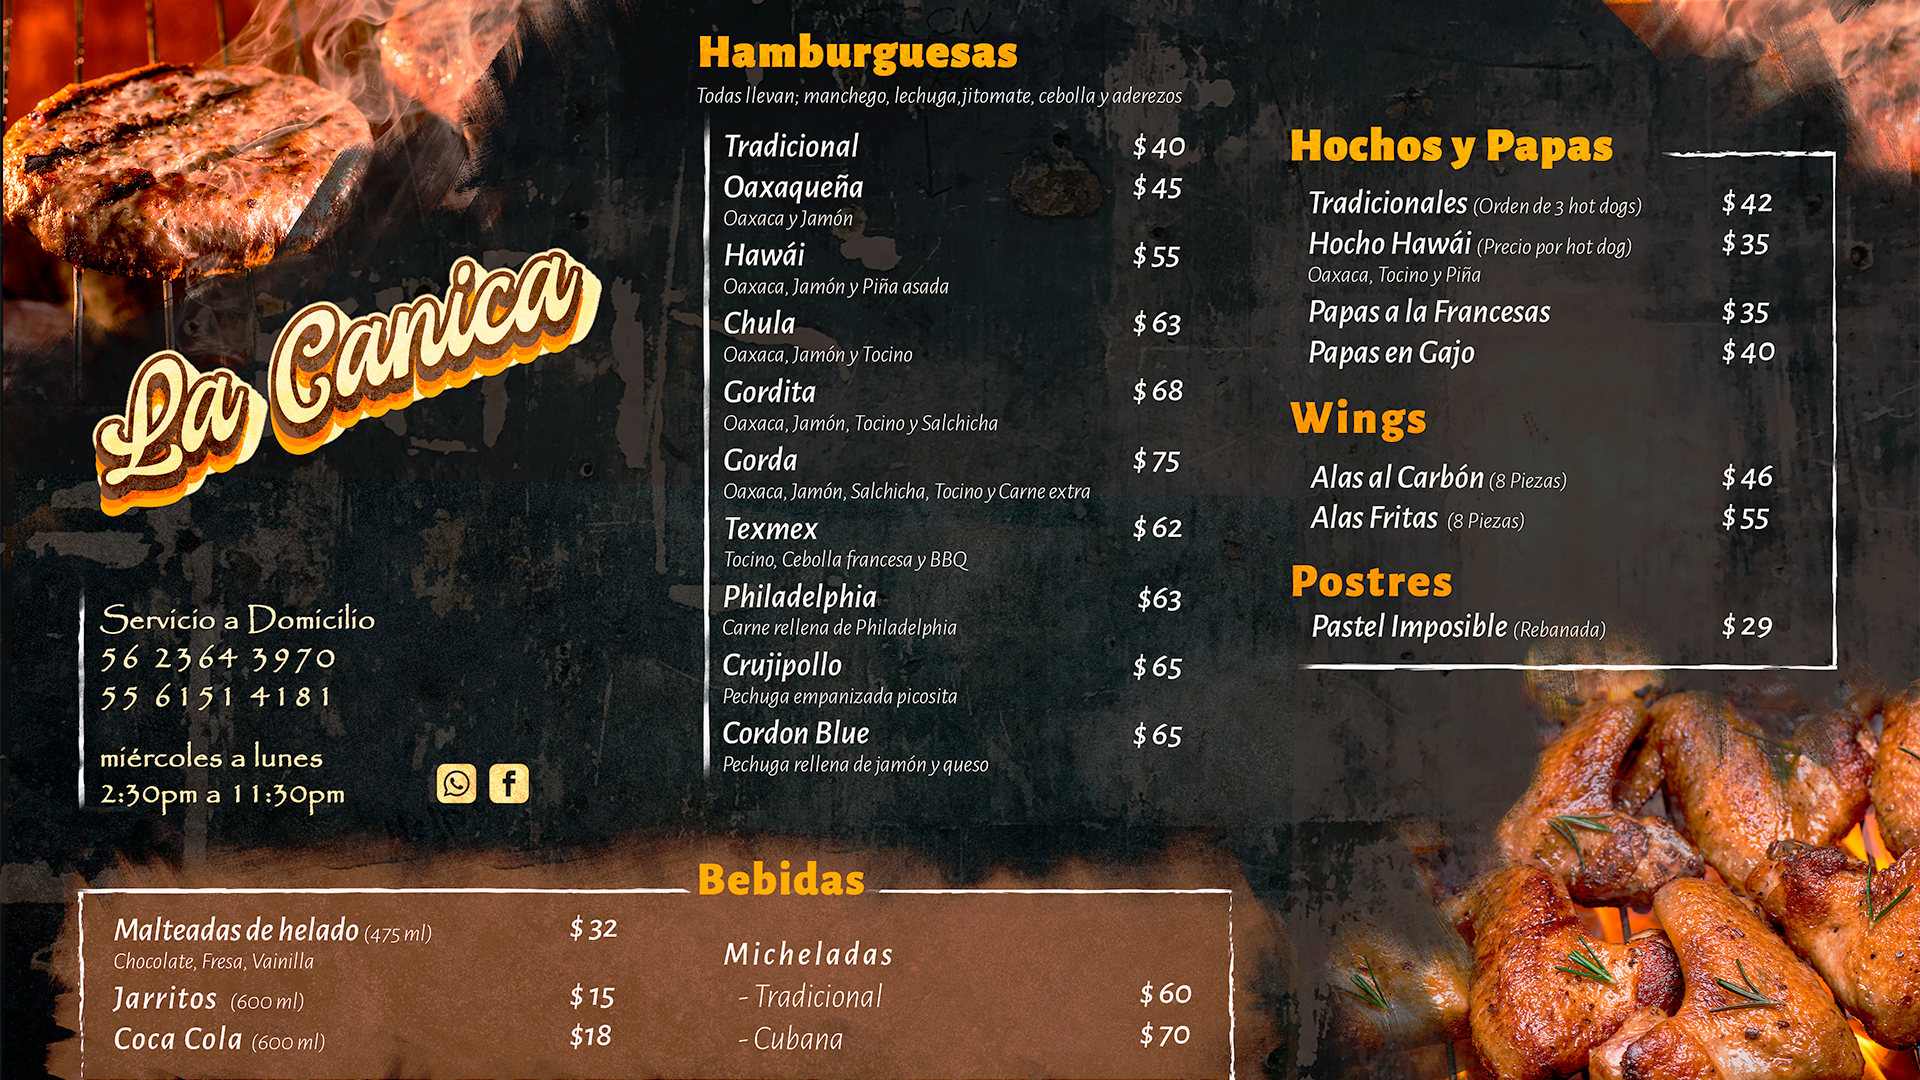 La Canica
Servicio a Domicilio
56 2364 3970
55 6151 4181
miércoles a lunes
2:30pm a 11:30pm
Hamburguesas
Todas llevan; manchego, lechuga,jitomate, cebolla y aderezos
Tradicional $ 40
Oaxaqueña $ 45
Oaxaca y Jamón
Hawái $ 55
Oaxaca, Jamón y Piña asada
Chula $ 63
Oaxaca, Jamón y Tocino
Gordita $ 68
Oaxaca, Jamón, Tocino y Salchicha
Gorda $ 75
Oaxaca, Jamón, Salchicha, Tocino y Carne extra
Texmex $ 62
Tocino, Cebolla francesa y BBQ
Philadelphia $63
Carne rellena de Philadelphia
Crujipollo $ 65
Pechuga empanizada picosita
Cordon Blue $ 65
Pechuga rellena de jamón y queso
Hochos y Papas
Tradicionales (Orden de 3 hot dogs) $ 42
Hocho Hawái (Precio por hot dog) $ 35
Oaxaca, Tocino y Piña
Papas a la Francesas $ 35
Papas en Gajo $ 40
Wings
Alas al Carbón (8 Piezas) $ 46
Alas Fritas (8 Piezas) $ 55
Postres
Pastel Imposible (Rebanada) $ 29
Bebidas
Malteadas de helado (475 ml) $ 32
Chocolate, Fresa, Vainilla
Jarritos (600 ml) $ 15
Coca Cola (600 ml) $18
Micheladas
- Tradicional $ 60
- Cubana $ 70